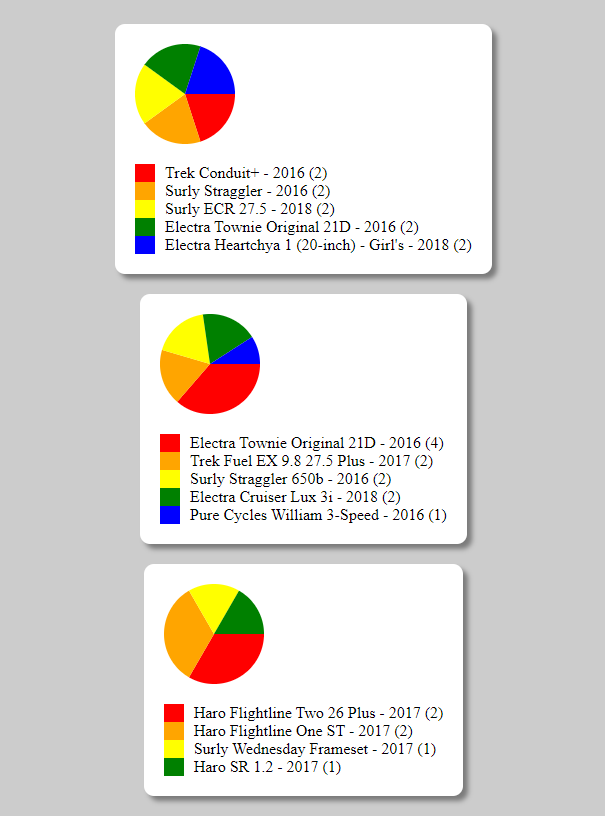 Trek Conduit+ - 2016 (2)
Surly Straggler - 2016 (2)
Surly ECR 27.5 - 2018 (2)
Electra Townie Original 21D - 2016 (2)
Electra Heartchya 1 (20-inch) - Girl's - 2018 (2)
Electra Townie Original 21D - 2016 (4)
Trek Fuel EX 9.8 27.5 Plus - 2017 (2)
Surly Straggler 650b - 2016 (2)
Electra Cruiser Lux 3i - 2018 (2)
Pure Cycles William 3-Speed - 2016 (1)
Haro Flightline Two 26 Plus - 2017 (2)
Haro Flightline One ST - 2017 (2)
Surly Wednesday Frameset - 2017 (1)
Haro SR 1.2 - 2017 (1)